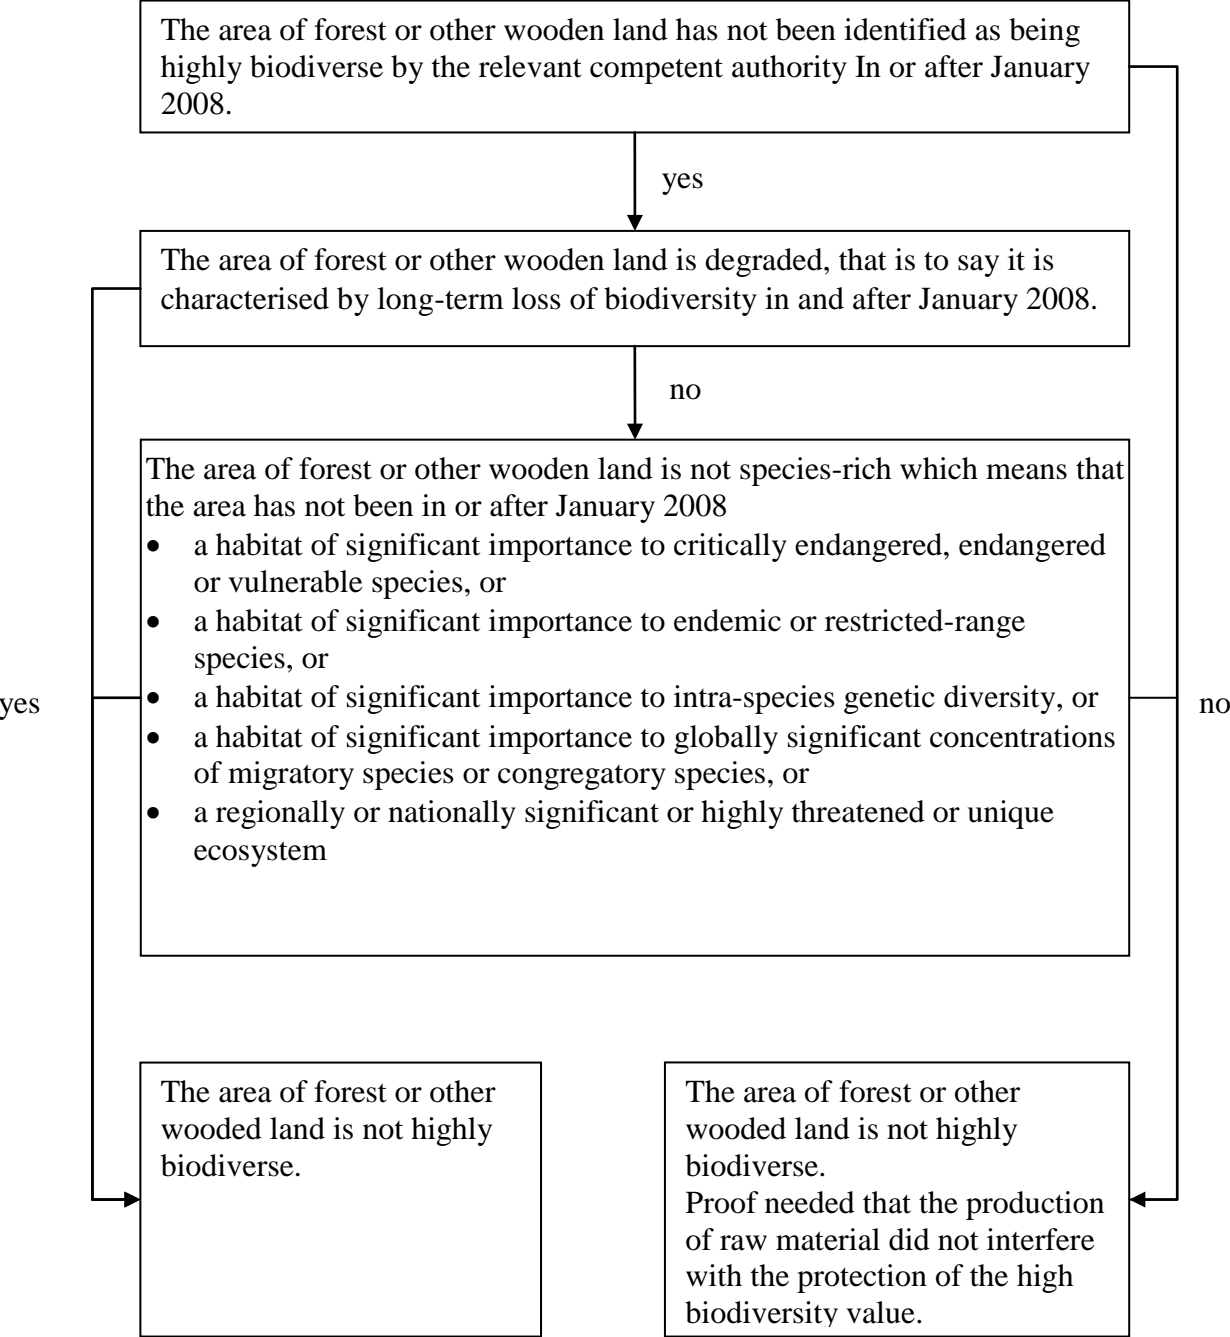 The area of forest or other wooden land has not been identified as being
highly biodiverse by the relevant competent authority In or after January
2008.
yes
The area of forest or other wooden land is degraded, that is to say it is
characterised by long-term loss of biodiversity in and after January 2008.
no
The area of forest or other wooden land is not species-rich which means that
the area has not been in or after January 2008
• a habitat of significant importance to critically endangered, endangered
or vulnerable species, or
• a habitat of significant importance to endemic or restricted-range
species, or
• a habitat of significant importance to intra-species genetic diversity, or
• a habitat of significant importance to globally significant concentrations
of migratory species or congregatory species, or
• a regionally or nationally significant or highly threatened or unique
ecosystem
yes
no
The area of forest or other
wooded land is not highly
biodiverse.
The area of forest or other
wooded land is not highly
biodiverse.
Proof needed that the production
of raw material did not interfere
with the protection of the high
biodiversity value.